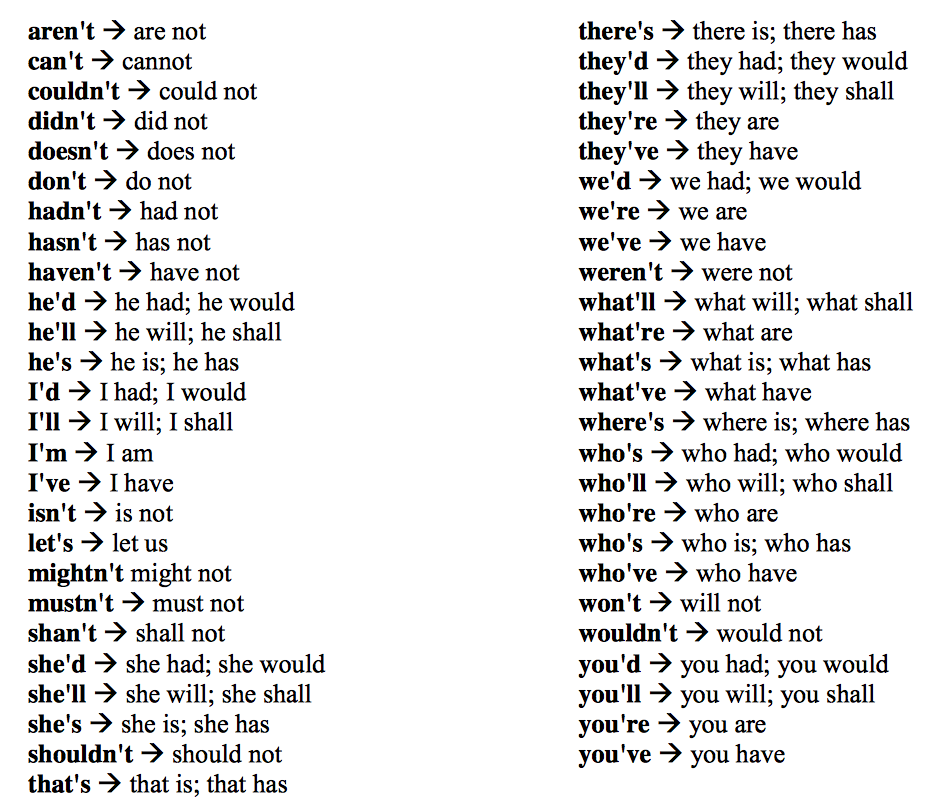 aren't → are not
can't → cannot
couldn't → could not
didn't → did not
doesn't → does not
don't → do not
hadn't → had not
hasn't → has not
haven't → have not
he'd → he had; he would
he'll → he will; he shall
he's → he is; he has
I'd → I had; I would
I'll → I will; I shall
I'm → I am
I've → I have
isn't → is not
let's → let us
mightn't might not
mustn't → must not
shan't → shall not
she'd → she had; she would
she'll → she will; she shall
she's → she is; she has
shouldn't → should not
that's → that is; that has
there's → there is; there has
they'd → they had; they would
they'll → they will; they shall
they're → they are
they've → they have
we'd → we had; we would
we're → we are
we've → we have
weren't → were not
what'll → what will; what shall
what're → what are
what's → what is; what has
what've → what have
where's → where is; where has
who's → who had; who would
who'll → who will; who shall
who're → who are
who's → who is; who has
who've → who have
won't → will not
wouldn't → would not
you'd → you had; you would
you'll → you will; you shall
you're → you are
you've → you have